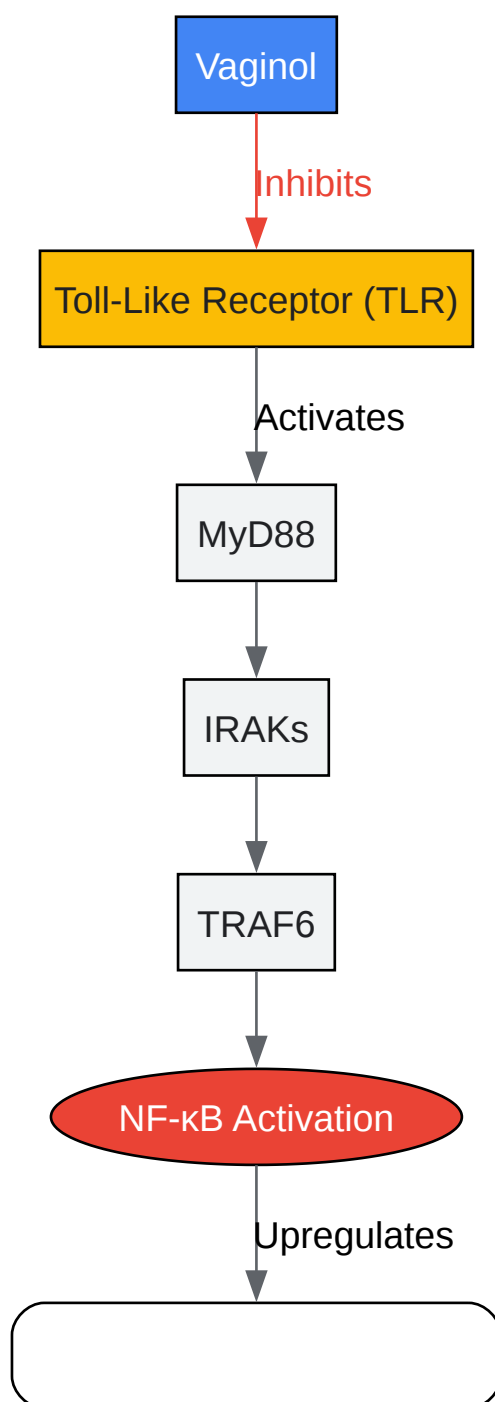 Vaginol
Inhibits
Toll-Like Receptor (TLR)
Activates
MyD88
IRAKs
TRAF6
NF-κB Activation
Upregulates